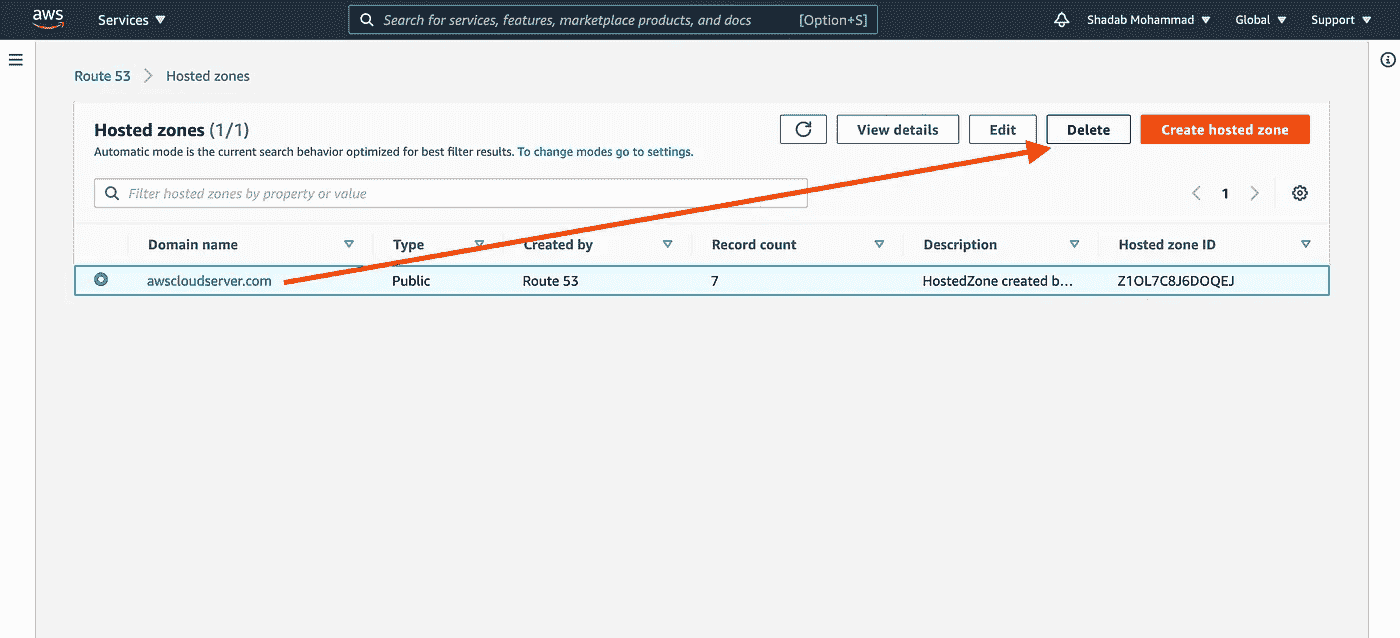 aws Services Search for services, features, marketplace products, and docs [Option+S] Shadab Mohammad Global Support
Route 53 Hosted zones
Hosted zones (1/1) View details Edit Delete Create hosted zone
Automatic mode is the current search behavior optimized for best filter results. To change modes go to settings.
Filter hosted zones by property or value 1
Domain name Type Created by Record count Description Hosted zone ID
awscloudserver.com Public Route 53 7 HostedZone created b... Z1OL7C8J6DOQEJ